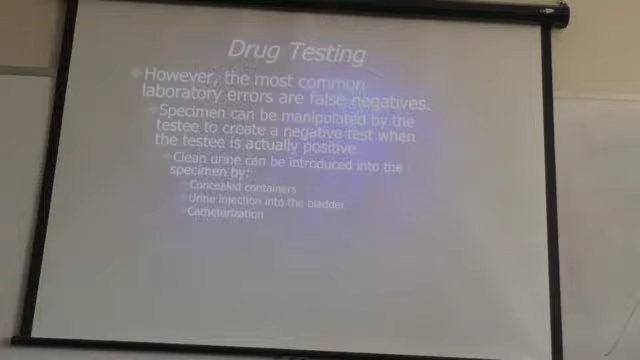 Drug Testing
However, the most common
laboratory errors are false negatives.
Specimen can be manipulated by the
testee to create a negative test when
the testee is actually positive.
Clean urine can be introduced into the
specimen by:
Concealed containers
Urine injection into the bladder
Catheterization